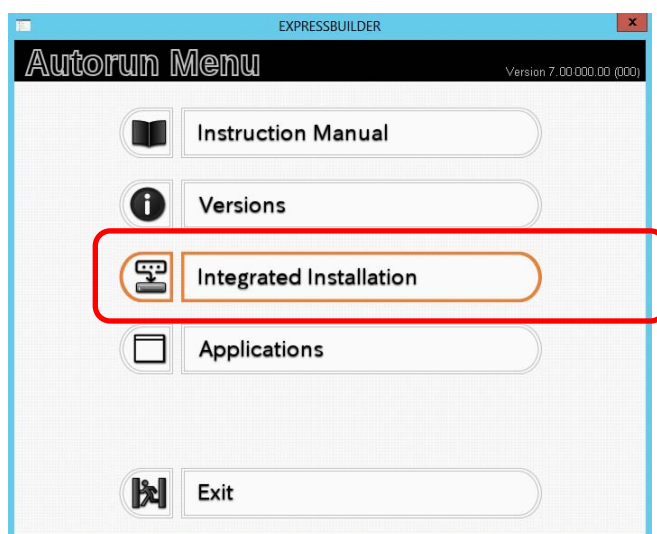 EXPRESSBUILDER
x
Autorun Menu
Version 7.00 000.00 (000)
Instruction Manual
Versions
Integrated Installation
Applications
Exit